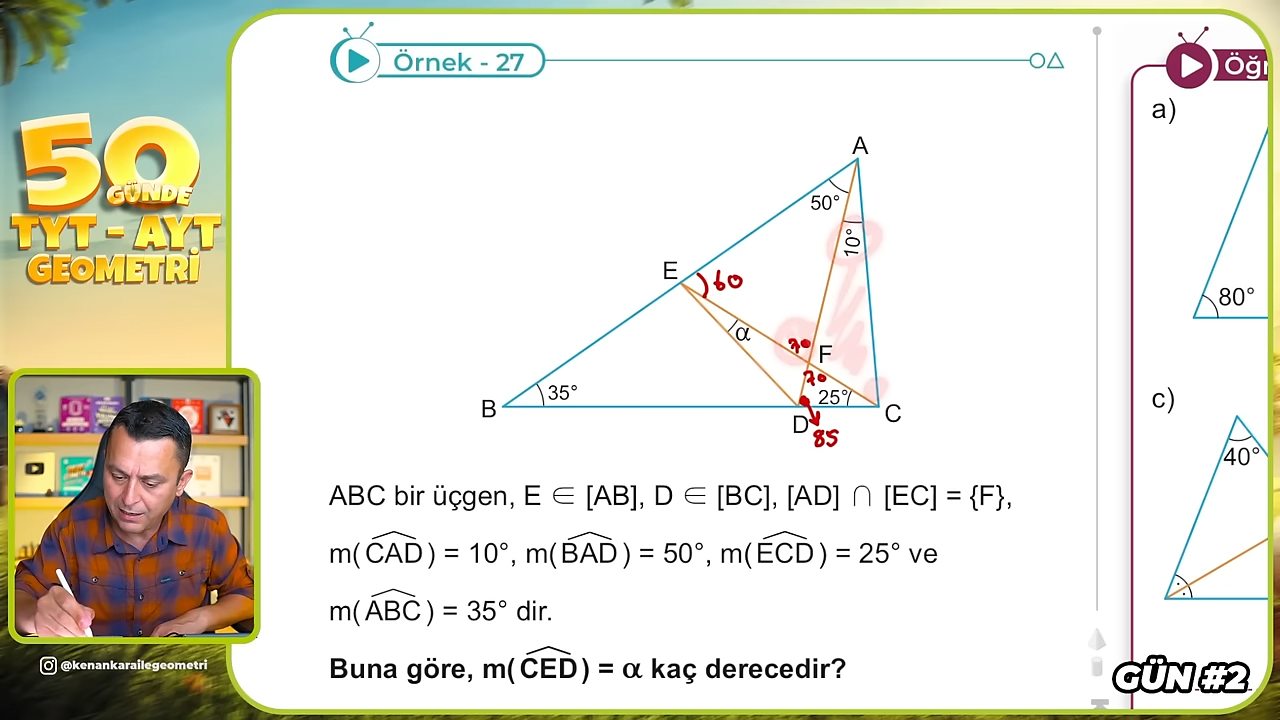 Örnek - 27
Öğr
a)
50
GÜNDE
TYT - AYT
GEOMETRİ
A
50°
10°
E
60
α
70
F
70
80°
B
35°
25°
D
C
85
c)
40°
ABC bir üçgen, E ∈ [AB], D ∈ [BC], [AD] ∩ [EC] = {F},
m(CAD) = 10°, m(BAD) = 50°, m(ECD) = 25° ve
m(ABC) = 35° dir.
Buna göre, m(CED) = α kaç derecedir?
@kenankarailegeometri
GÜN #2